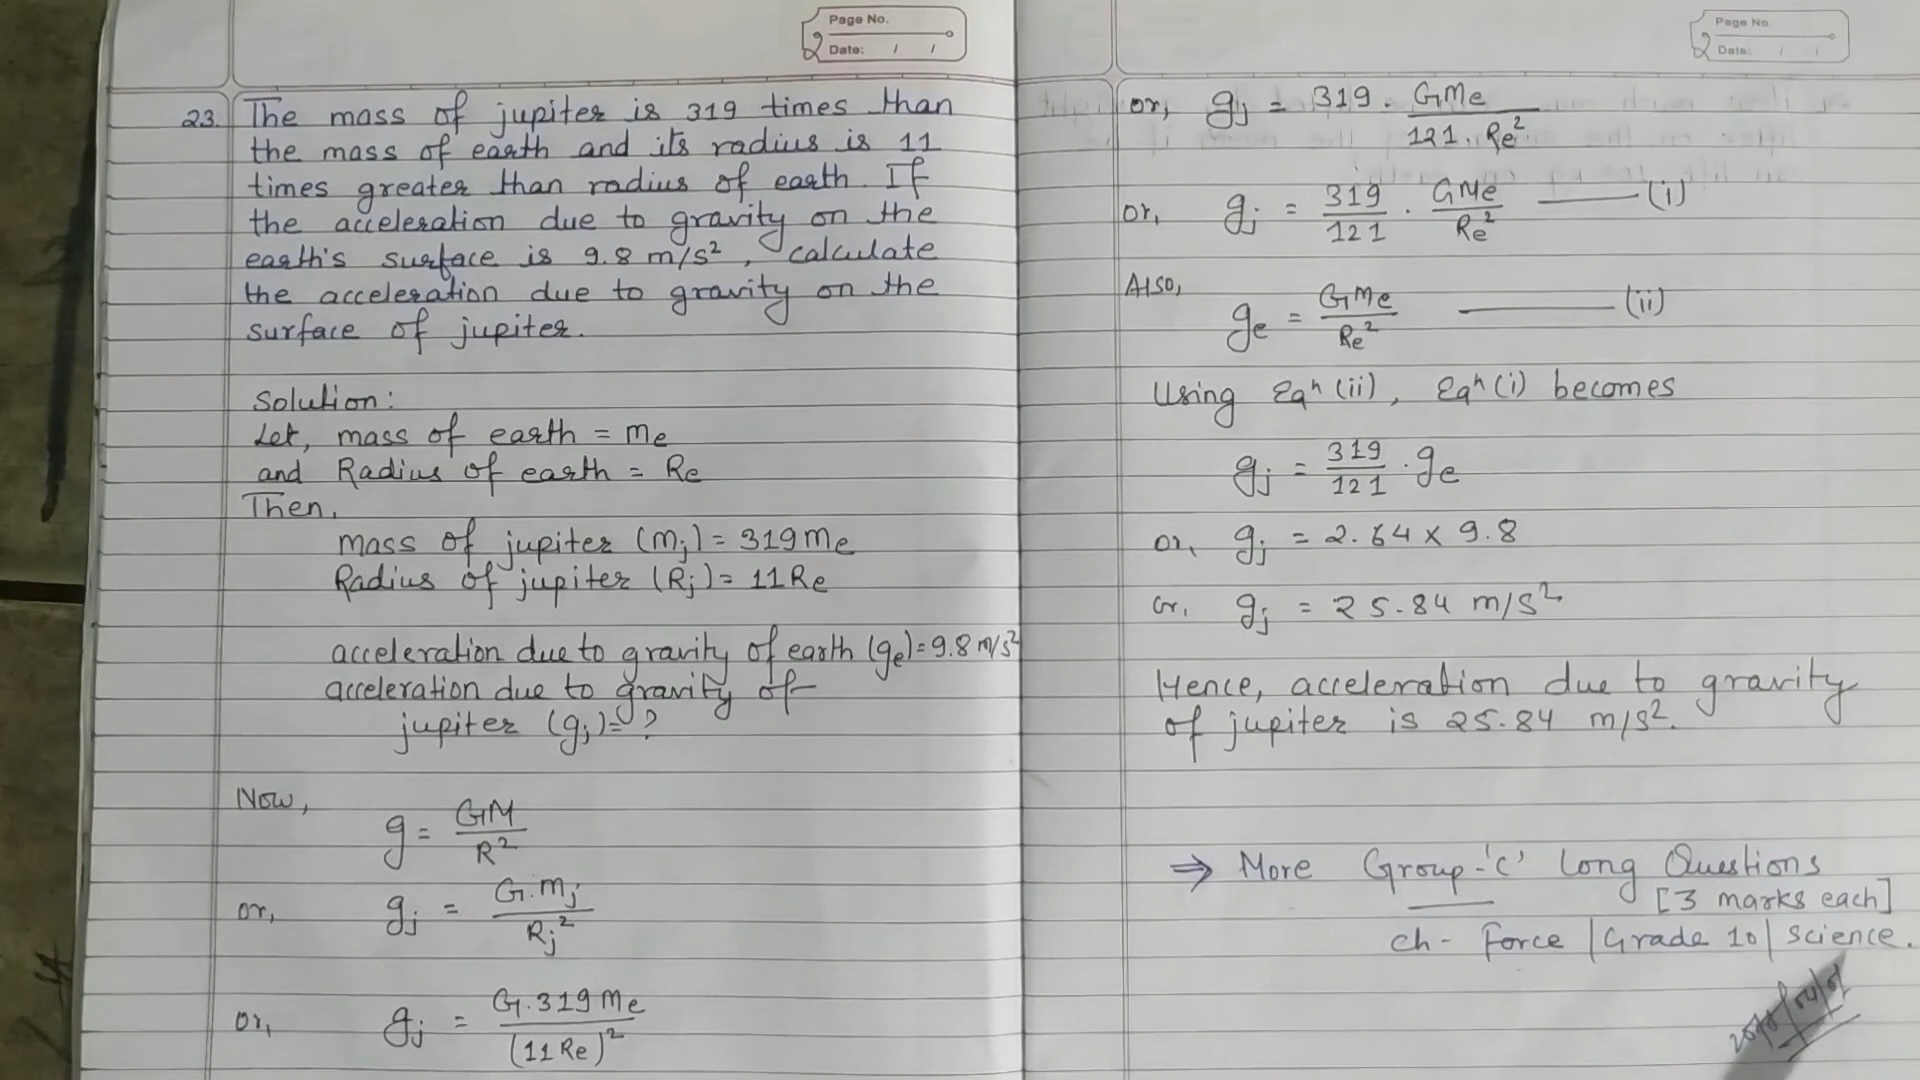 Page No.
2 Date: / /
23. The mass of jupiter is 319 times than
the mass of earth and its radius is 11
times greater than radius of earth. If
the acceleration due to gravity on the
earth's surface is 9.8 m/s², calculate
the acceleration due to gravity on the
surface of jupiter.
Solution:
Let, mass of earth = Me
and Radius of earth = Re
Then,
mass of jupiter (mj) = 319 Me
Radius of jupiter (Rj) = 11 Re
acceleration due to gravity of earth (ge) = 9.8 m/s²
acceleration due to gravity of
jupiter (gj) = ?
Now,
g = GM / R²
or, gj = G.mj / Rj²
or, gj = G.319 Me / (11 Re)²
Page No.
2 Date: / /
or, gj = 319 . GMe / 121. Re²
or, gj = 319/121 . GMe/Re² —— (i)
Also,
ge = GMe / Re² —— (ii)
Using Eqn (ii), Eqn (i) becomes
gj = 319/121 . ge
or, gj = 2.64 x 9.8
or, gj = 25.84 m/s²
Hence, acceleration due to gravity
of jupiter is 25.84 m/s².
⇒ More Group-'c' long Questions
[3 marks each]
ch- Force | Grade 10 | Science.